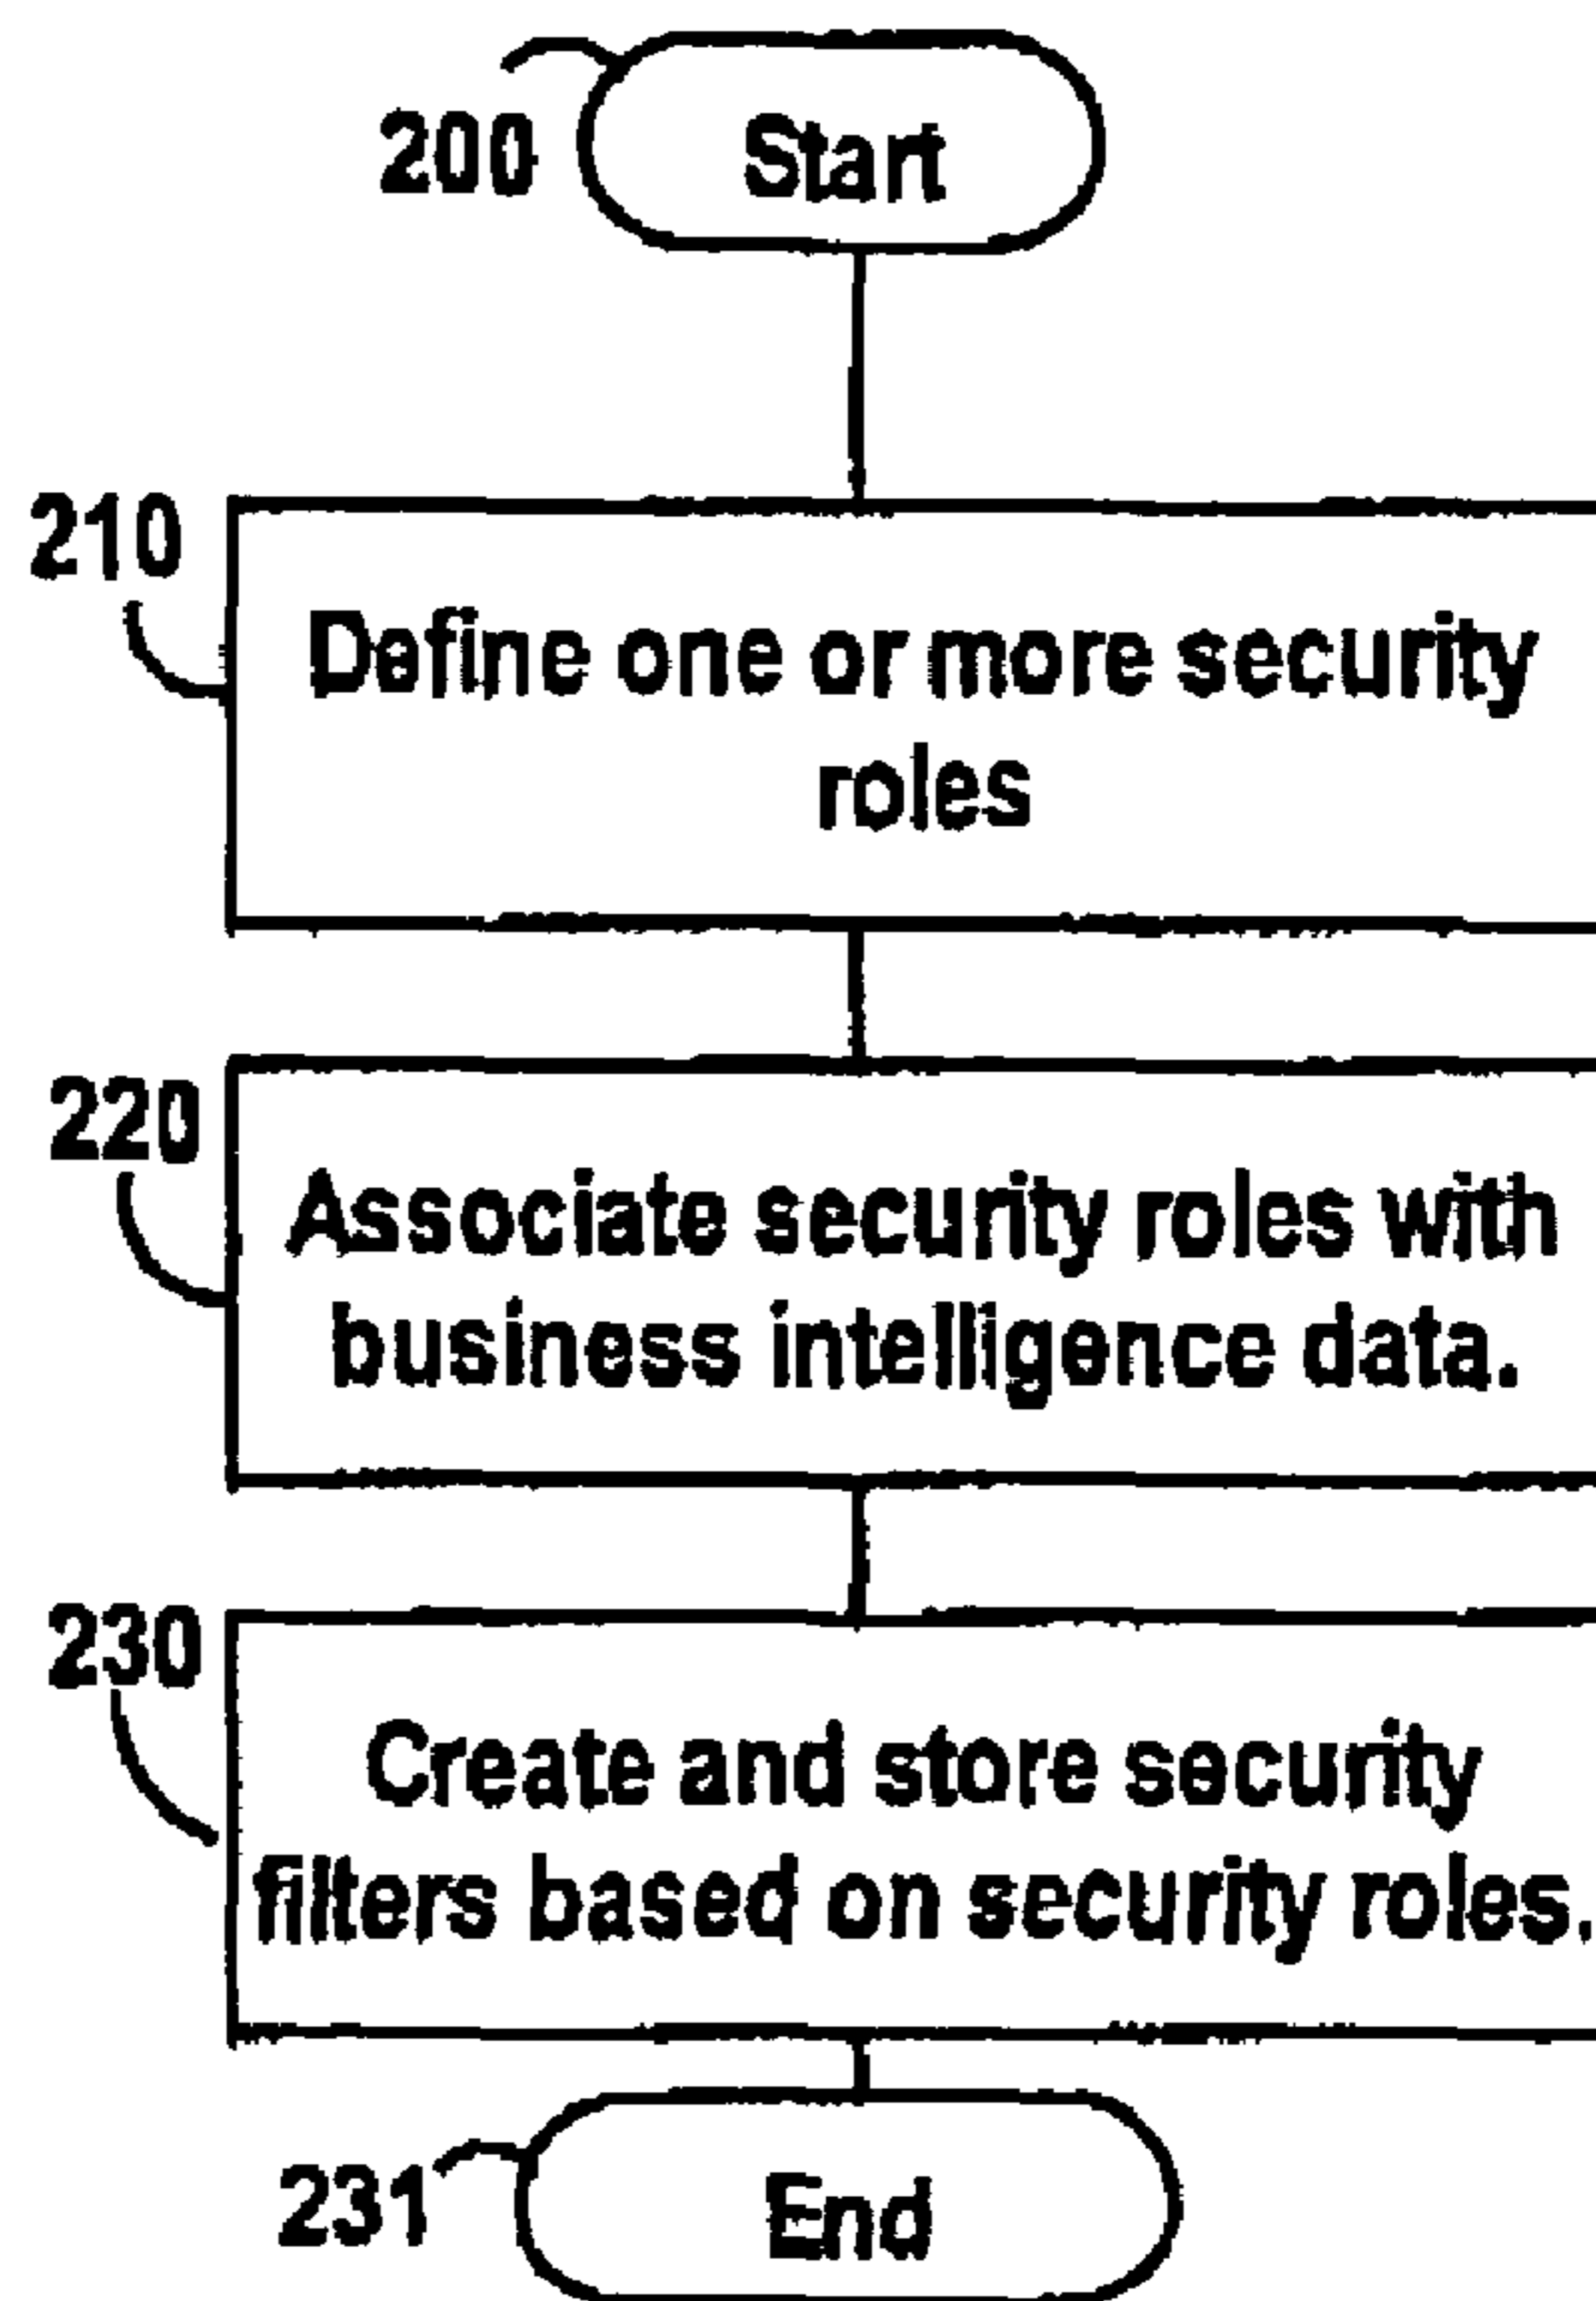 200
Start
210
Define one or more security
roles
220
Associate security roles with
business intelligence data.
230
Create and store security
filters based on security roles.
231
End